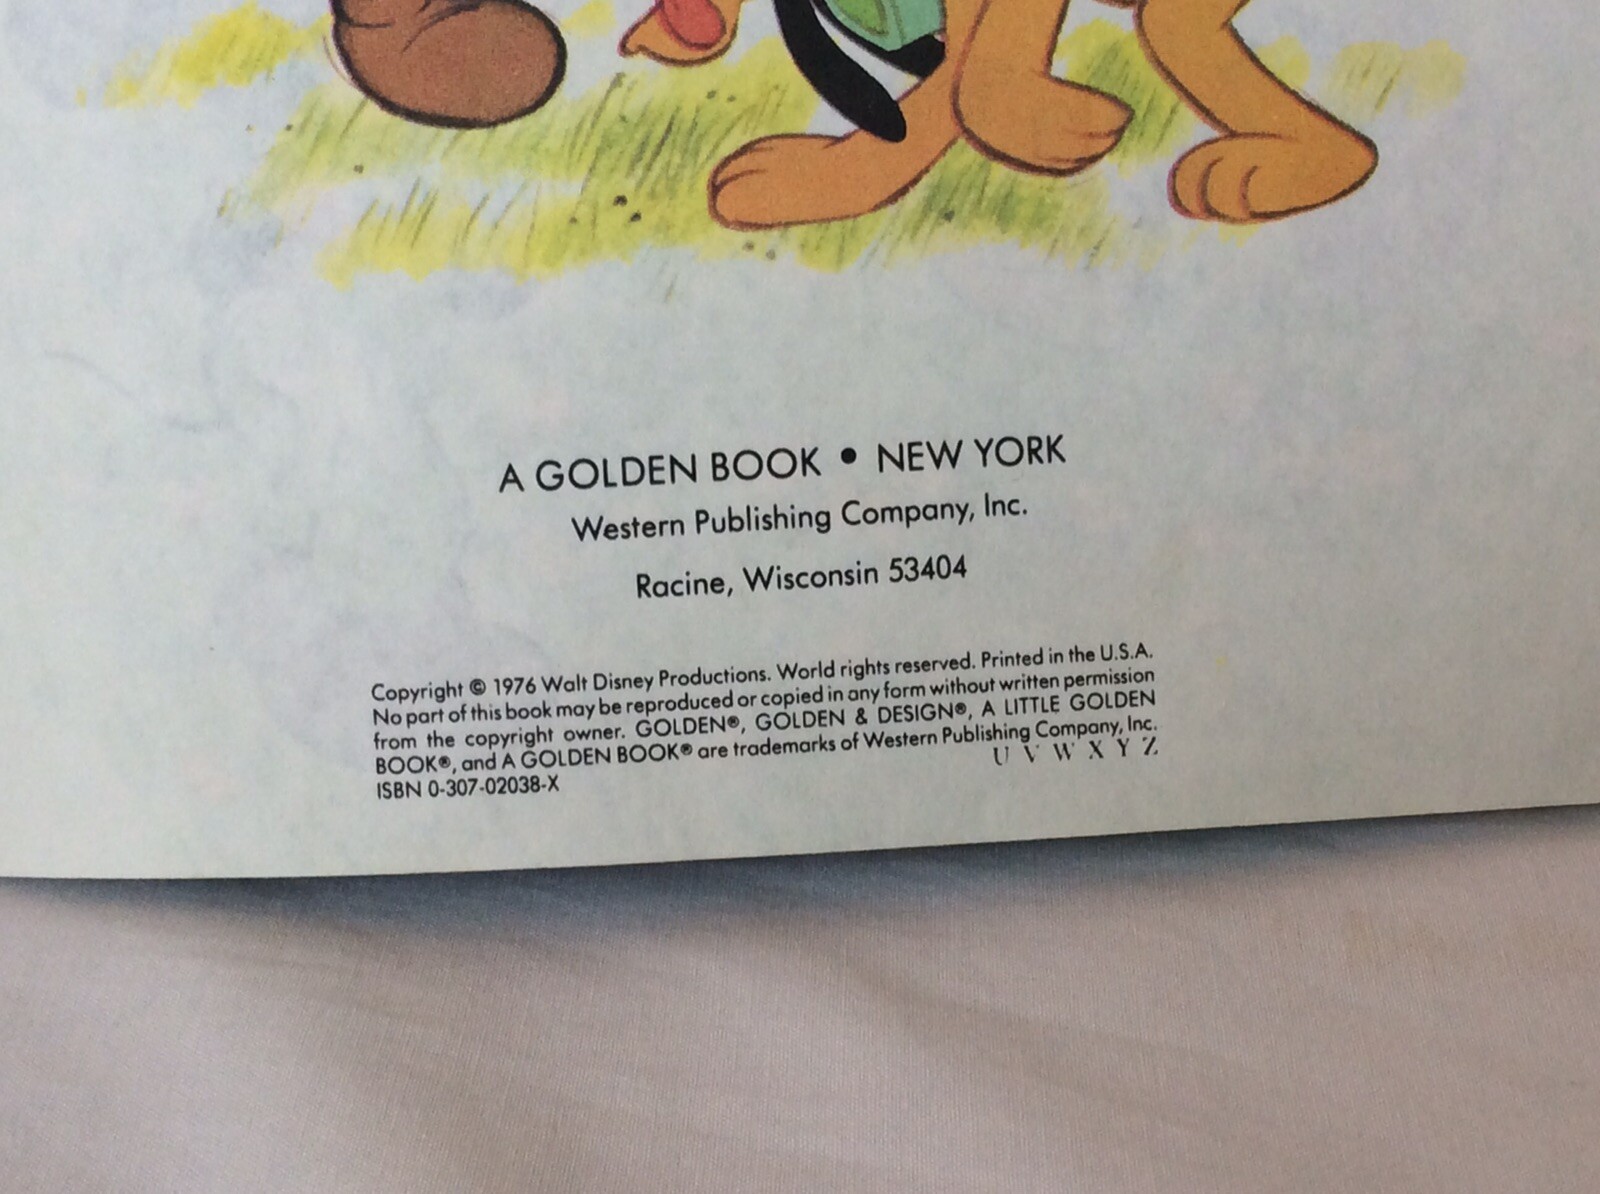 A GOLDEN BOOK • NEW YORK
Western Publishing Company, Inc.
Racine, Wisconsin 53404
Copyright © 1976 Walt Disney Productions. World rights reserved. Printed in the U.S.A.
No part of this book may be reproduced or copied in any form without written permission
from the copyright owner. GOLDEN®, GOLDEN & DESIGN®, A LITTLE GOLDEN
BOOK®, and A GOLDEN BOOK® are trademarks of Western Publishing Company, Inc.
U V W X Y Z
ISBN 0-307-02038-X